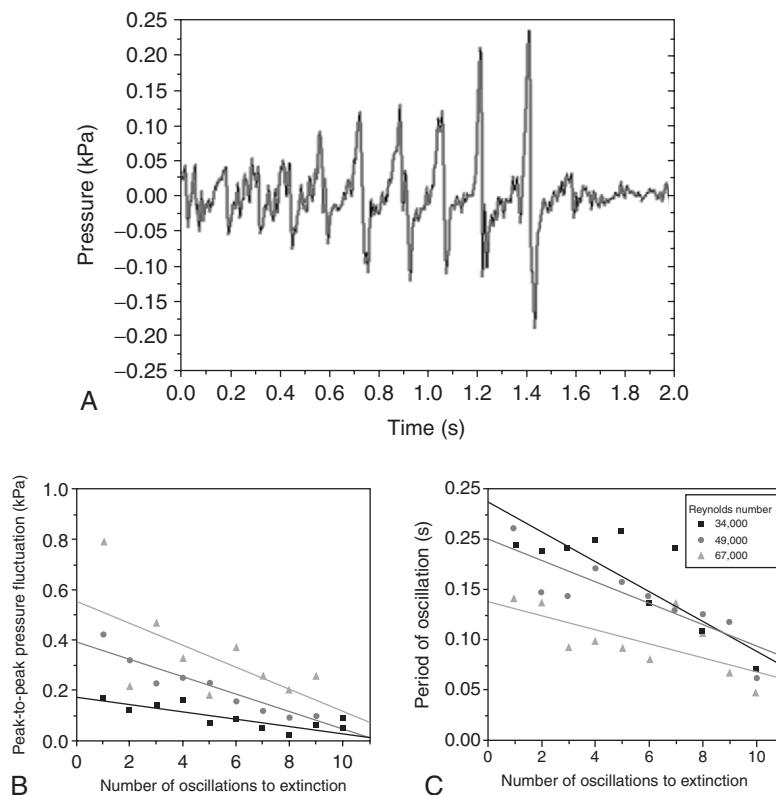 0.25
0.20
0.15
0.10
0.05
0.00
−0.05
−0.10
−0.15
−0.20
−0.25
Pressure (kPa)
0.0 0.2 0.4 0.6 0.8 1.0 1.2 1.4 1.6 1.8 2.0
Time (s)
A
1.0
0.8
0.6
0.4
0.2
0.0
Peak-to-peak pressure fluctuation (kPa)
0 2 4 6 8 10
Number of oscillations to extinction
B
0.25
0.25
0.15
0.10
0.05
0.00
Period of oscillation (s)
Reynolds number
34,000
49,000
67,000
0 2 4 6 8 10
Number of oscillations to extinction
C